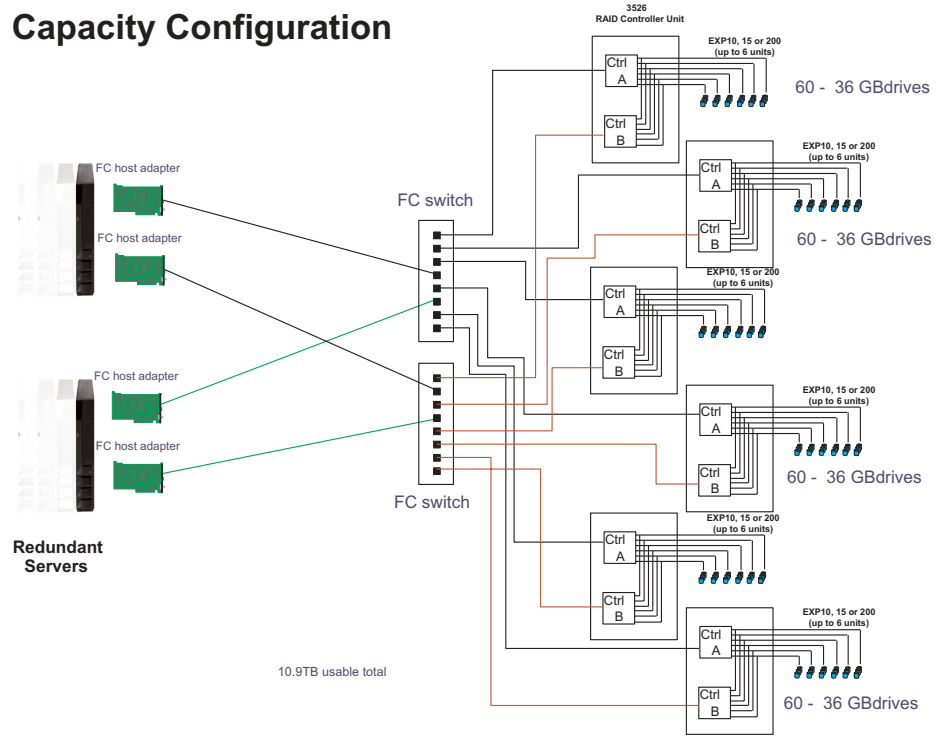 Capacity Configuration
3526
RAID Controller Unit
EXP10, 15 or 200
(up to 6 units)
Ctrl
A
60 - 36 GBdrives
Ctrl
B
EXP10, 15 or 200
(up to 6 units)
Ctrl
A
FC host adapter
FC switch
Ctrl
B
60 - 36 GBdrives
FC host adapter
EXP10, 15 or 200
(up to 6 units)
Ctrl
A
Ctrl
B
FC host adapter
EXP10, 15 or 200
(up to 6 units)
Ctrl
A
FC host adapter
Ctrl
B
60 - 36 GBdrives
FC switch
EXP10, 15 or 200
(up to 6 units)
Ctrl
A
Redundant
Servers
Ctrl
B
EXP10, 15 or 200
(up to 6 units)
Ctrl
A
10.9TB usable total
Ctrl
B
60 - 36 GBdrives